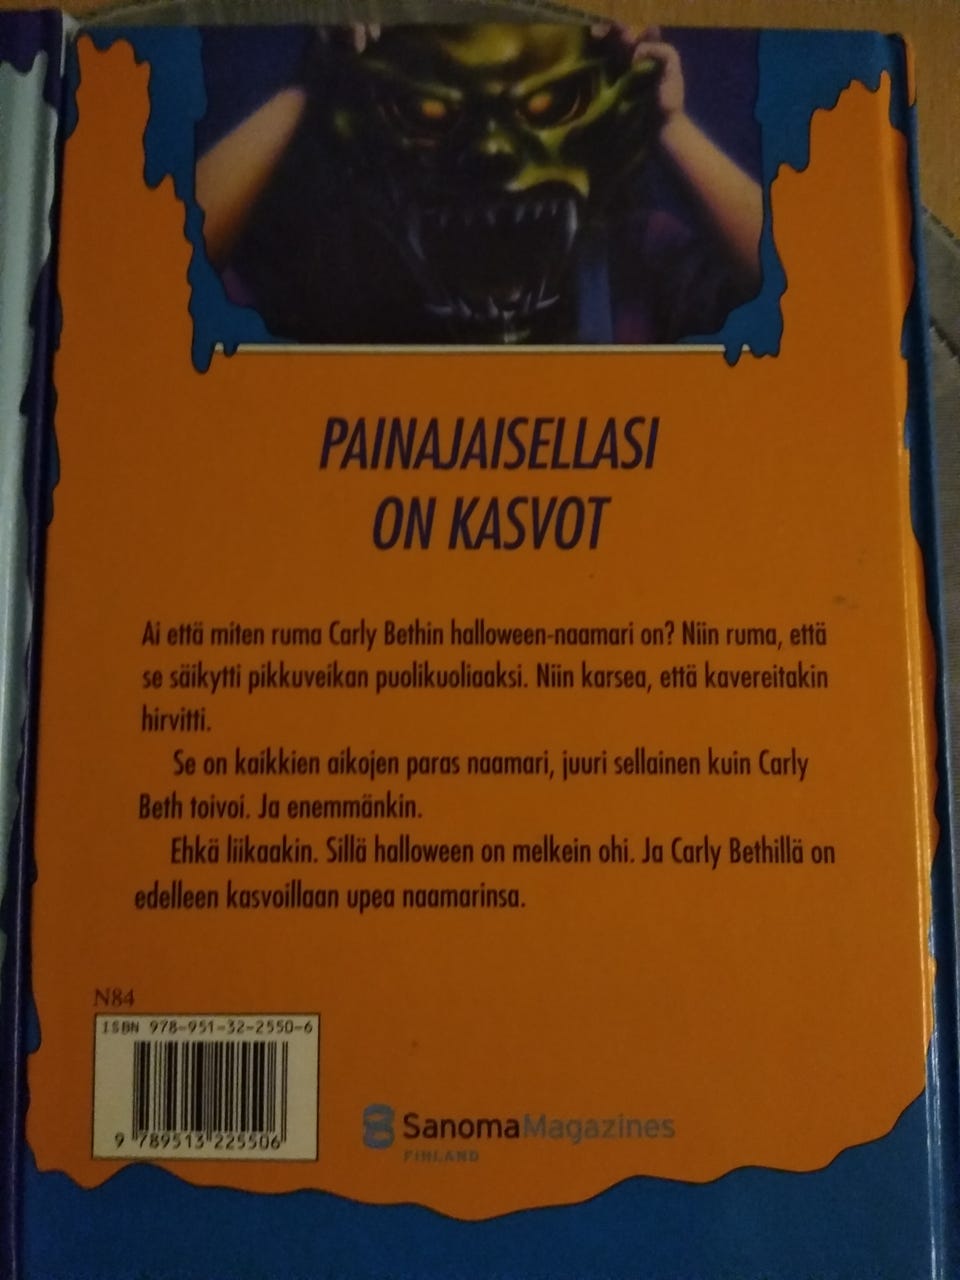 PAINAJAISELLASI
ON KASVOT
Ai että miten ruma Carly Bethin halloween-naamari on? Niin ruma, että
se säikytti pikkuveikan puolikuoliaaksi. Niin karsea, että kavereitakin
hirvitti.
Se on kaikkien aikojen paras naamari, juuri sellainen kuin Carly
Beth toivoi. Ja enemmänkin.
Ehkä liikaakin. Sillä halloween on melkein ohi. Ja Carly Bethillä on
edelleen kasvoillaan upea naamarinsa.
N84
ISBN 978-951-32-2550-6
9 789513 225506
SanomaMagazines
FINLAND